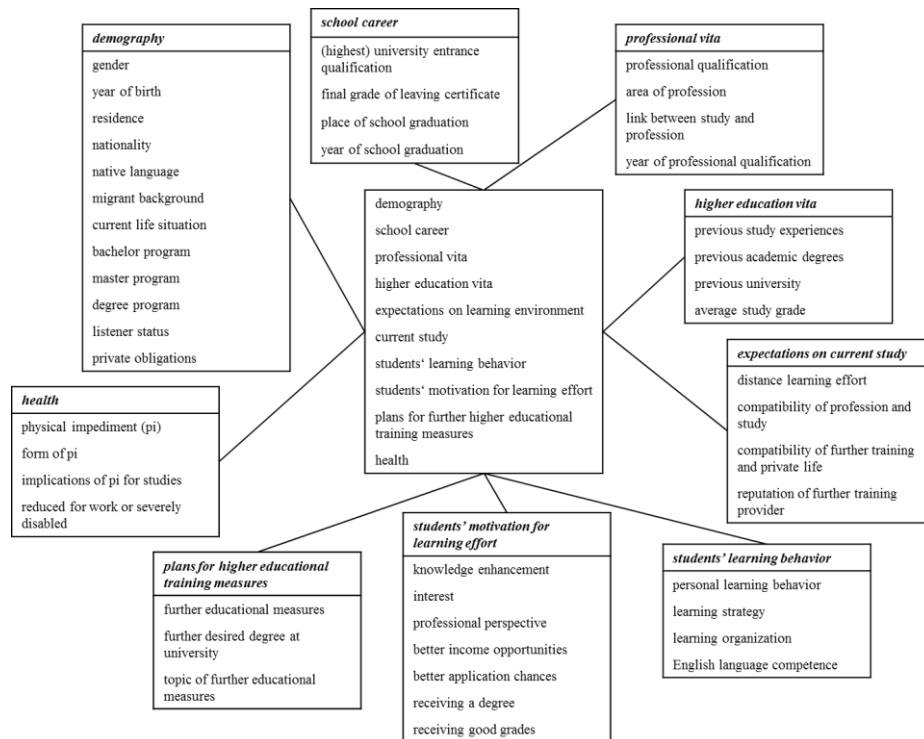 demography
gender
year of birth
residence
nationality
native language
migrant background
current life situation
bachelor program
master program
degree program
listener status
private obligations
school career
(highest) university entrance
qualification
final grade of leaving certificate
place of school graduation
year of school graduation
professional vita
professional qualification
area of profession
link between study and
profession
year of professional qualification
demography
school career
professional vita
higher education vita
expectations on learning environment
current study
students‘ learning behavior
students‘ motivation for learning effort
plans for further higher educational
training measures
health
higher education vita
previous study experiences
previous academic degrees
previous university
average study grade
expectations on current study
distance learning effort
compatibility of profession and
study
compatibility of further training
and private life
reputation of further training
provider
health
physical impediment (pi)
form of pi
implications of pi for studies
reduced for work or severely
disabled
plans for higher educational
training measures
further educational measures
further desired degree at
university
topic of further educational
measures
students’ motivation for
learning effort
knowledge enhancement
interest
professional perspective
better income opportunities
better application chances
receiving a degree
receiving good grades
students’ learning behavior
personal learning behavior
learning strategy
learning organization
English language competence